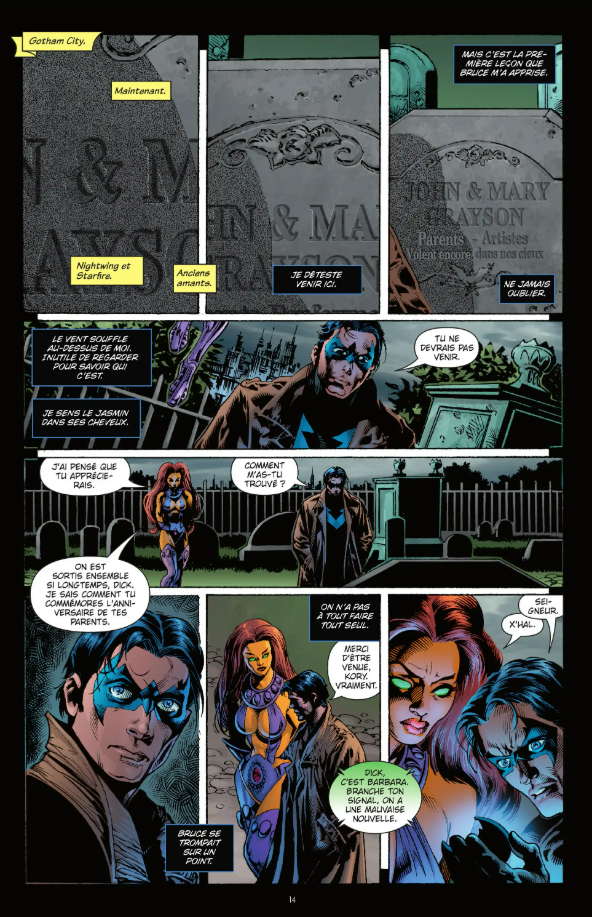 Gotham City.
Maintenant.
N & M
AYSO
Nightwing et
Starfire.
Anciens
amants.
HN & MA
GRAYSON
JE DÉTESTE
VENIR ICI.
MAIS C'EST LA PRE-
MIÈRE LEÇON QUE
BRUCE M'A APPRISE.
JOHN & MARY
GRAYSON
Parents - Artistes
Volent encore dans nos cieux
NE JAMAIS
OUBLIER.
LE VENT SOUFFLE
AU-DESSUS DE MOI.
INUTILE DE REGARDER
POUR SAVOIR QUI
C'EST.
JE SENS LE JASMIN
DANS SES CHEVEUX.
TU NE
DEVRAIS PAS
VENIR.
J'AI PENSÉ QUE
TU APPRÉCIE-
RAIS.
COMMENT
M'AS-TU
TROUVÉ ?
ON EST
SORTIS ENSEMBLE
SI LONGTEMPS, DICK.
JE SAIS COMMENT TU
COMMÉMORES L'ANNI-
VERSAIRE DE TES
PARENTS.
BRUCE SE
TROMPAIT
SUR UN
POINT.
ON N'A PAS
À TOUT FAIRE
TOUT SEUL.
MERCI
D'ÊTRE
VENUE,
KORY.
VRAIMENT.
DICK,
C'EST BARBARA.
BRANCHE TON
SIGNAL, ON A
UNE MAUVAISE
NOUVELLE.
SEI-
GNEUR.
X'HAL.
14